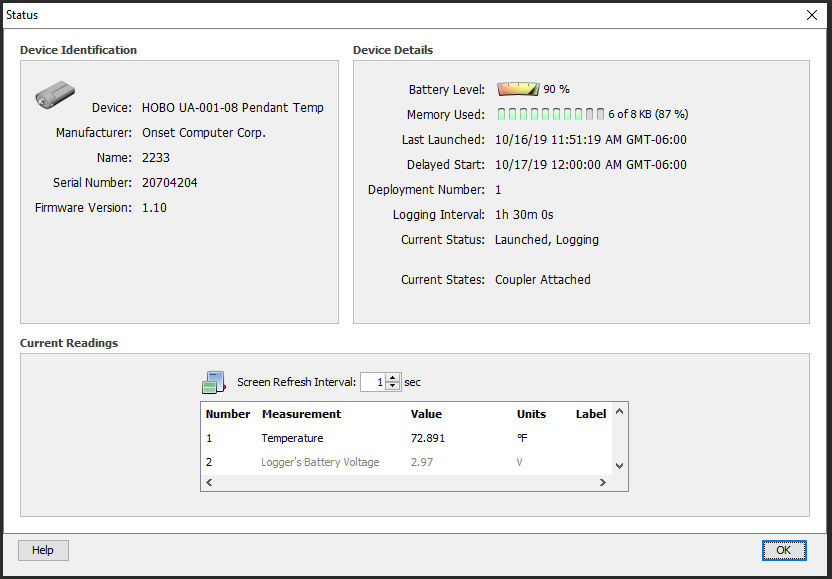 Status
Device Identification
Device: HOBO UA-001-08 Pendant Temp
Manufacturer: Onset Computer Corp.
Name: 2233
Serial Number: 20704204
Firmware Version: 1.10
Device Details
Battery Level: 90 %
Memory Used: 6 of 8 KB (87 %)
Last Launched: 10/16/19 11:51:19 AM GMT-06:00
Delayed Start: 10/17/19 12:00:00 AM GMT-06:00
Deployment Number: 1
Logging Interval: 1h 30m 0s
Current Status: Launched, Logging
Current States: Coupler Attached
Current Readings
Screen Refresh Interval: 1 sec
Number Measurement Value Units Label
1 Temperature 72.891 °F
2 Logger's Battery Voltage 2.97 V
Help OK